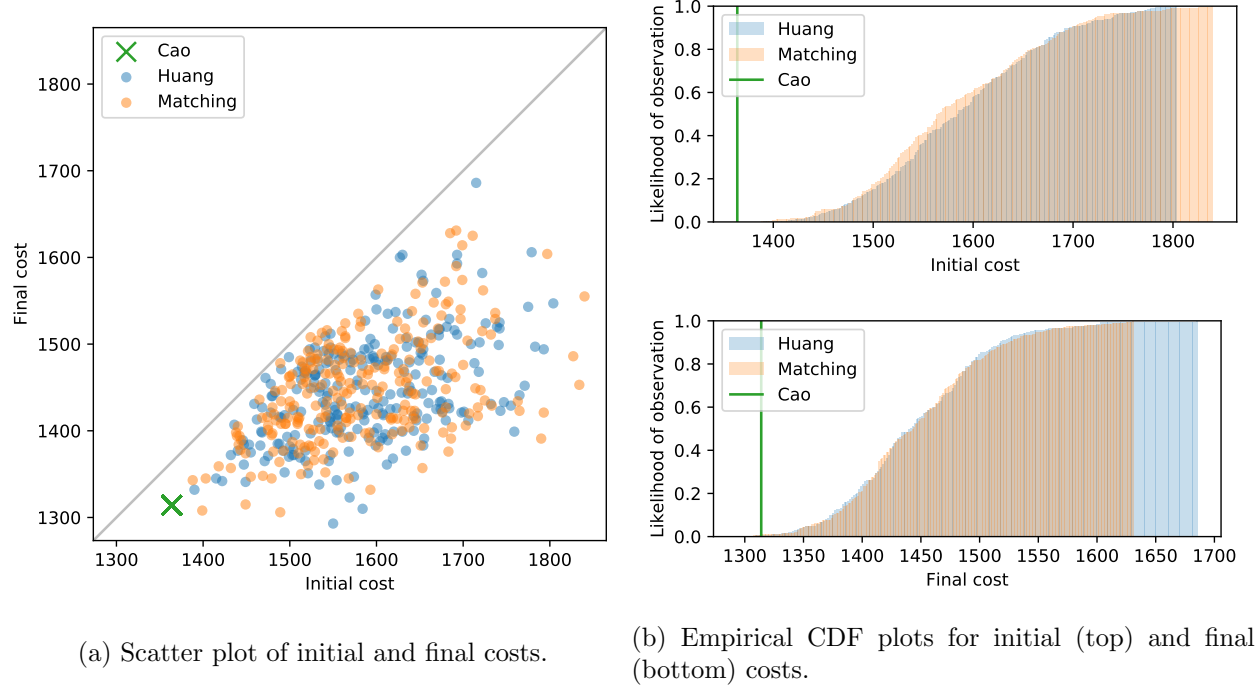 Cao
Huang
Matching
1800
1700
1600
1500
1400
1300
Final cost
1300 1400 1500 1600 1700 1800
Initial cost
(a) Scatter plot of initial and final costs.
Huang
Matching
Cao
1.0
0.8
0.6
0.4
0.2
0.0
Likelihood of observation
1400 1500 1600 1700 1800
Initial cost
Huang
Matching
Cao
1.0
0.8
0.6
0.4
0.2
0.0
Likelihood of observation
1300 1350 1400 1450 1500 1550 1600 1650 1700
Final cost
(b) Empirical CDF plots for initial (top) and final
(bottom) costs.